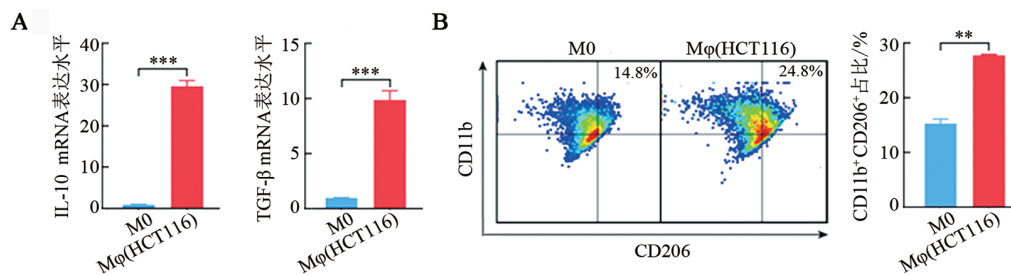 A
IL-10 mRNA表达水平
40
30
20
10
0
***
M0
Mφ(HCT116)
TGF-β mRNA表达水平
15
10
5
0
***
M0
Mφ(HCT116)
B
M0
Mφ(HCT116)
14.8%
24.8%
CD11b
CD206
CD11b⁺CD206⁺占比/%
30
20
10
0
**
M0
Mφ(HCT116)